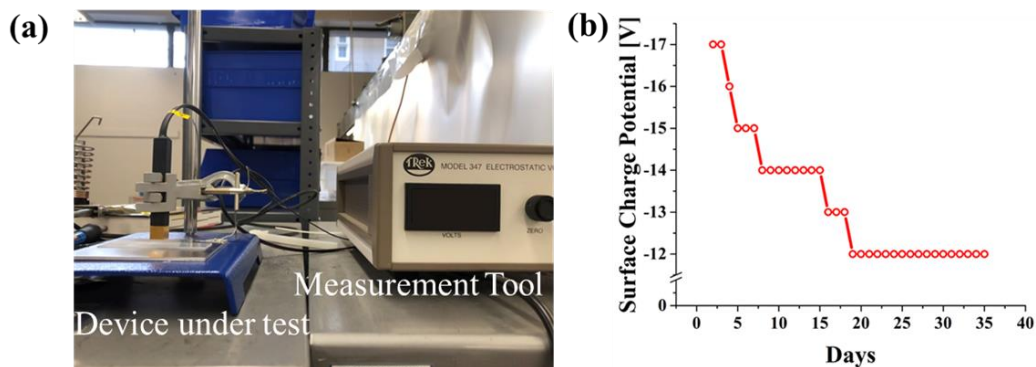 (a)
TREK
MODEL 347 ELECTROSTATIC VO
VOLTS
ZERO
Measurement Tool
Device under test
(b)
Surface Charge Potential [V]
-17
-16
-15
-14
-13
-12
0
0 5 10 15 20 25 30 35 40
Days